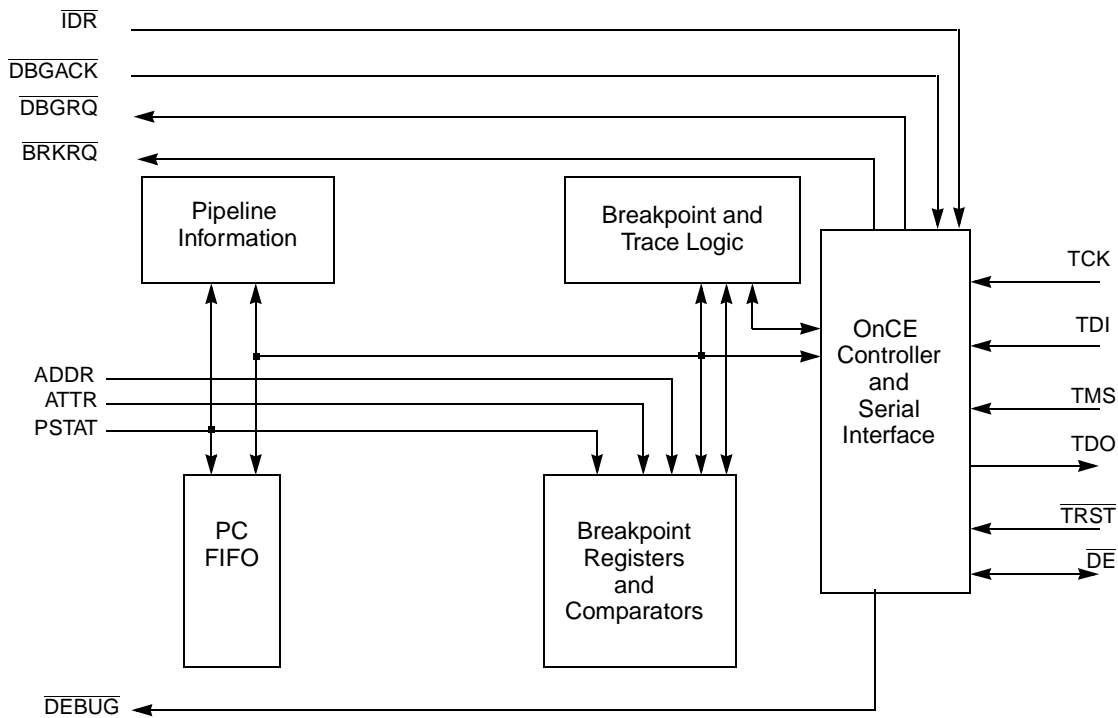 IDR
DBGACK
DBGRQ
BRKRQ
Pipeline
Information
Breakpoint and
Trace Logic
TCK
OnCE
Controller
and
Serial
Interface
TDI
ADDR
ATTR
PSTAT
TMS
TDO
PC
FIFO
Breakpoint
Registers
and
Comparators
TRST
DE
DEBUG